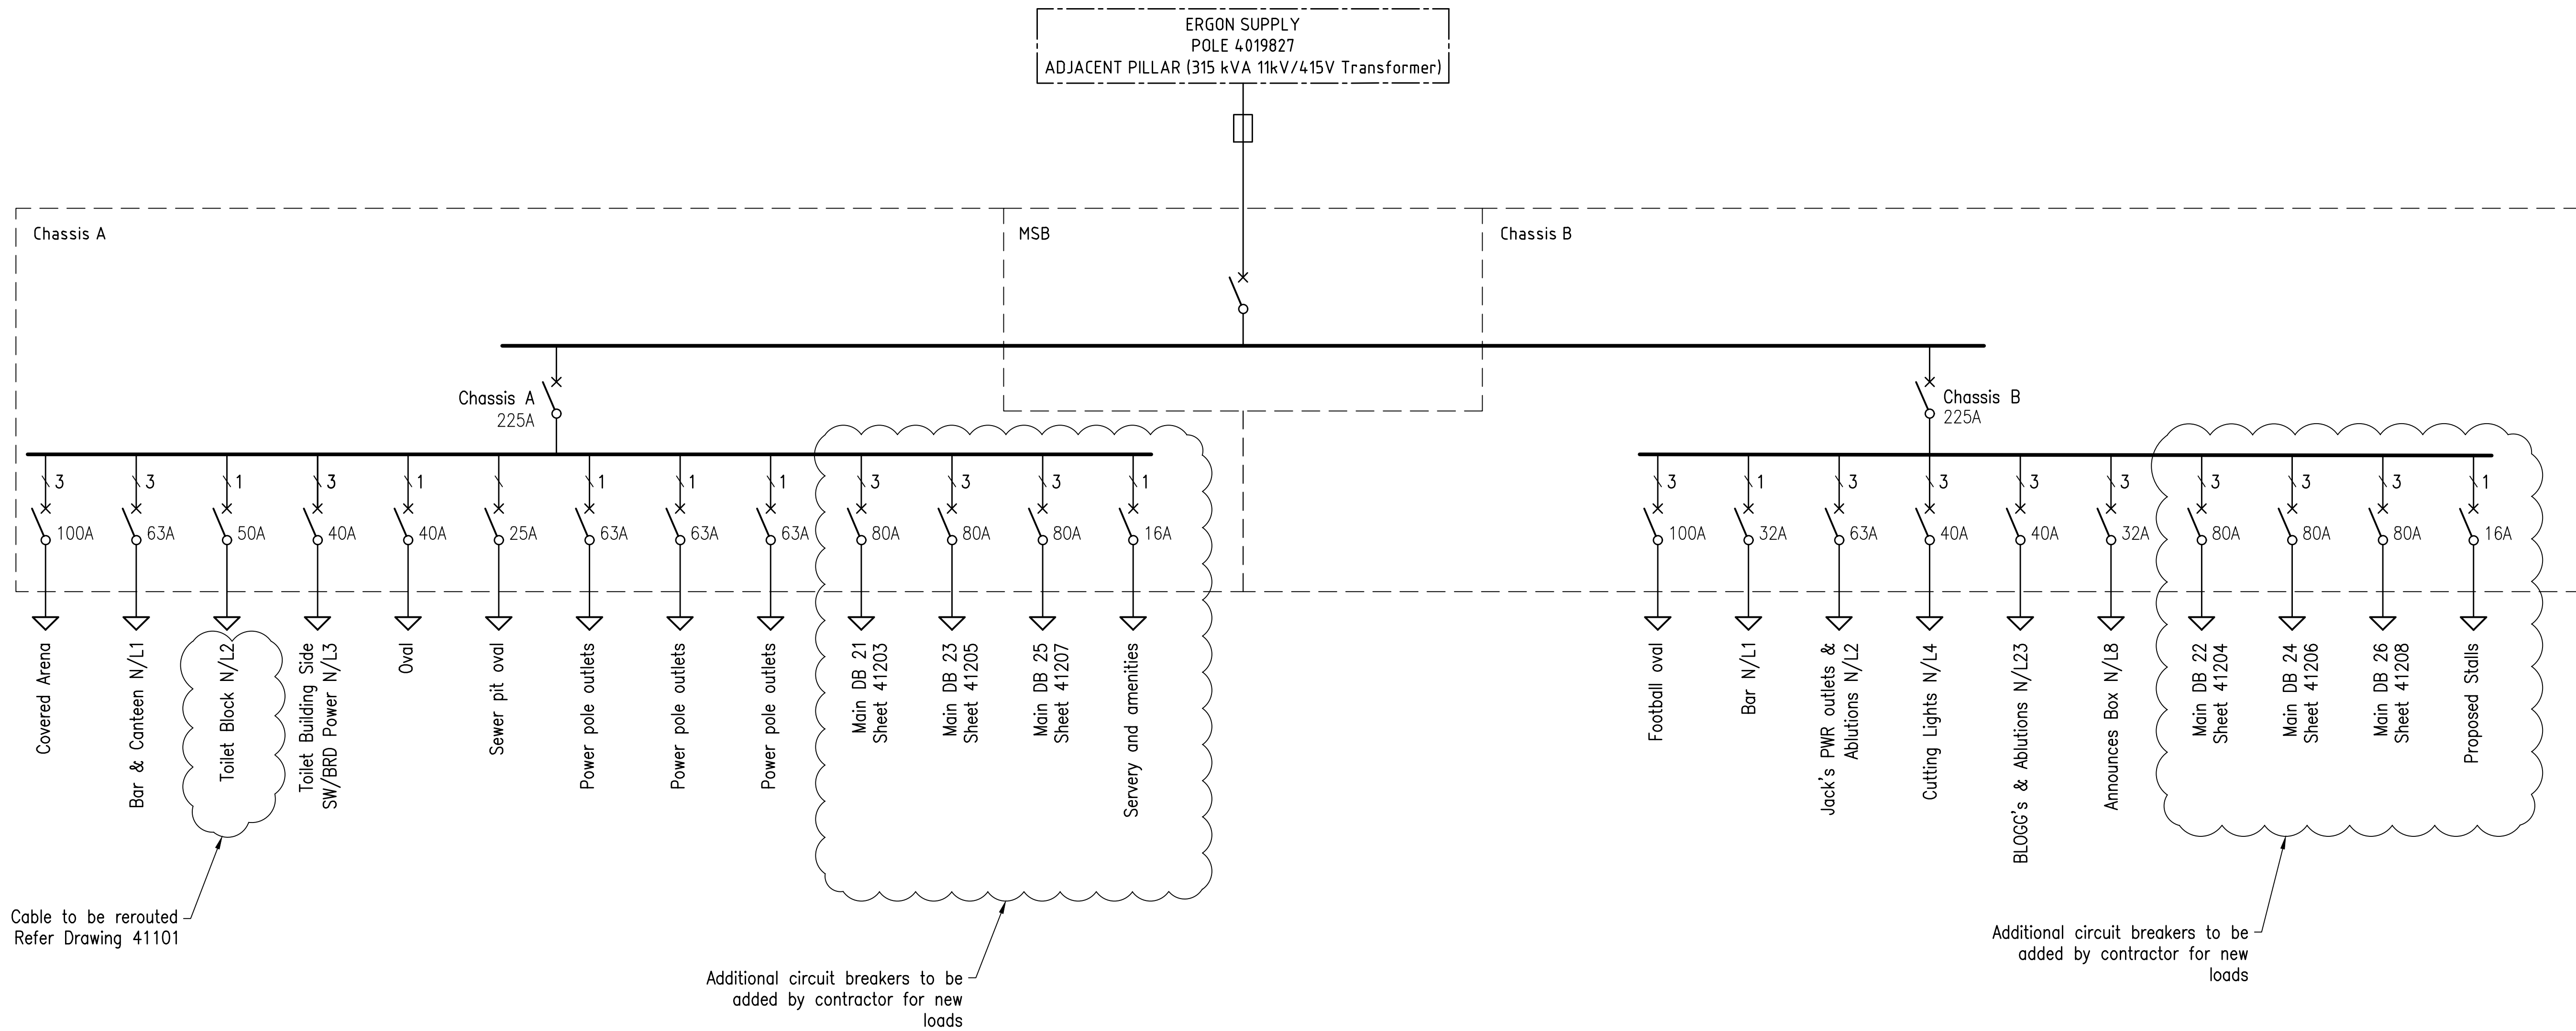 ERGON SUPPLY
POLE 4019827
ADJACENT PILLAR (315 kVA 11kV/415V Transformer)
Chassis A
MSB
Chassis B
Chassis A
225A
Chassis B
225A
3
3
1
3
1
1
1
1
3
3
3
1
3
1
3
3
3
3
3
3
3
1
100A
63A
50A
40A
40A
25A
63A
63A
63A
80A
80A
80A
16A
100A
32A
63A
40A
40A
32A
80A
80A
80A
16A
Covered Arena
Bar & Canteen N/L1
Toilet Block N/L2
Toilet Building Side
SW/BRD Power N/L3
Oval
Sewer pit oval
Power pole outlets
Power pole outlets
Power pole outlets
Main DB 21
Sheet 41203
Main DB 23
Sheet 41205
Main DB 25
Sheet 41207
Servery and amenities
Football oval
Bar N/L1
Jack's PWR outlets &
Ablutions N/L2
Cutting Lights N/L4
BLOGG's & Ablutions N/L23
Announces Box N/L8
Main DB 22
Sheet 41204
Main DB 24
Sheet 41206
Main DB 26
Sheet 41208
Proposed Stalls
Cable to be rerouted
Refer Drawing 41101
Additional circuit breakers to be
added by contractor for new
loads
Additional circuit breakers to be
added by contractor for new
loads